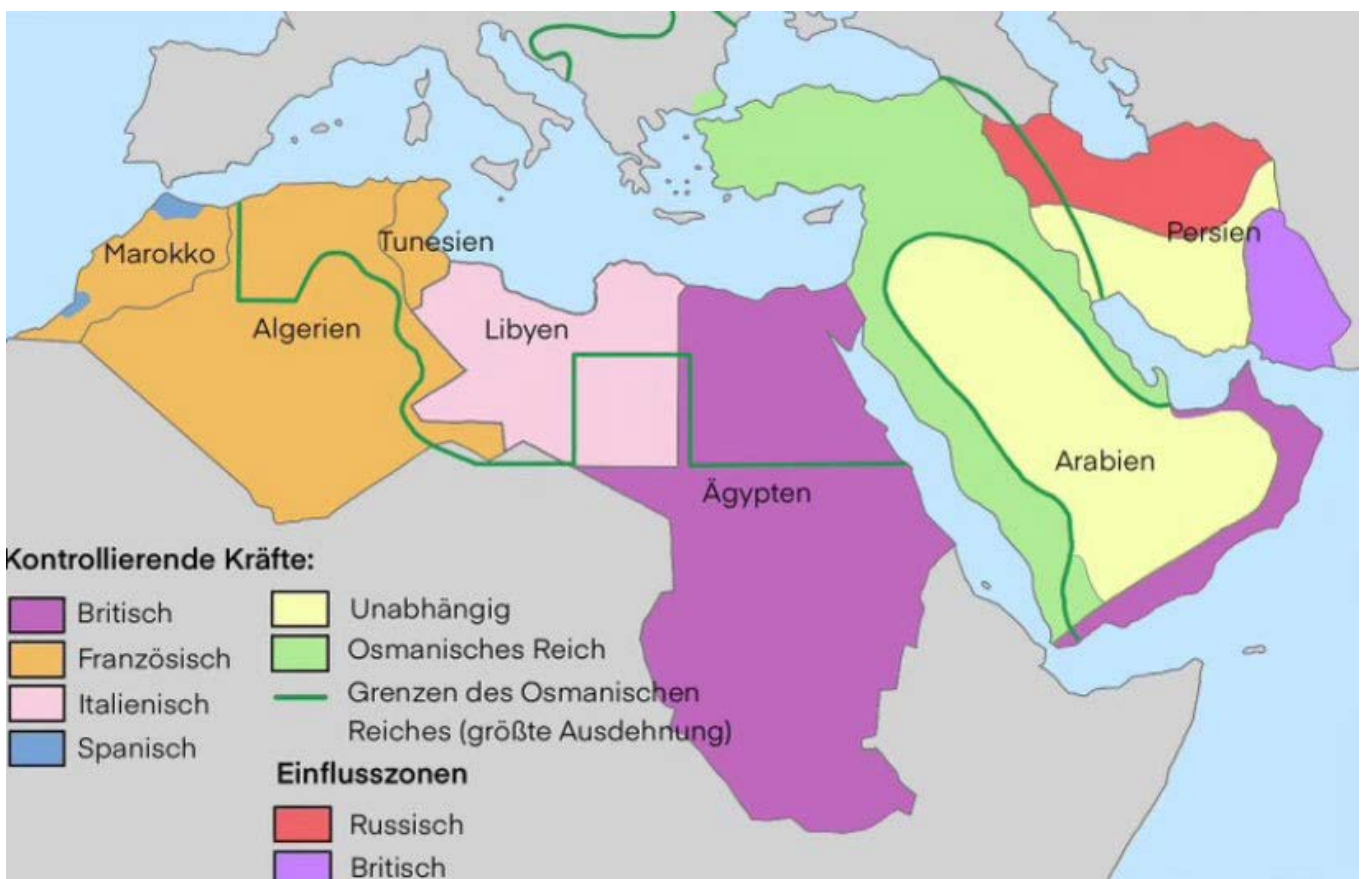 Marokko
Tunesien
Algerien
Libyen
Persien
Arabien
Ägypten
Kontrollierende Kräfte:
Britisch
Französisch
Italienisch
Spanisch
Unabhängig
Osmanisches Reich
Grenzen des Osmanischen
Reiches (größte Ausdehnung)
Einflusszonen
Russisch
Britisch